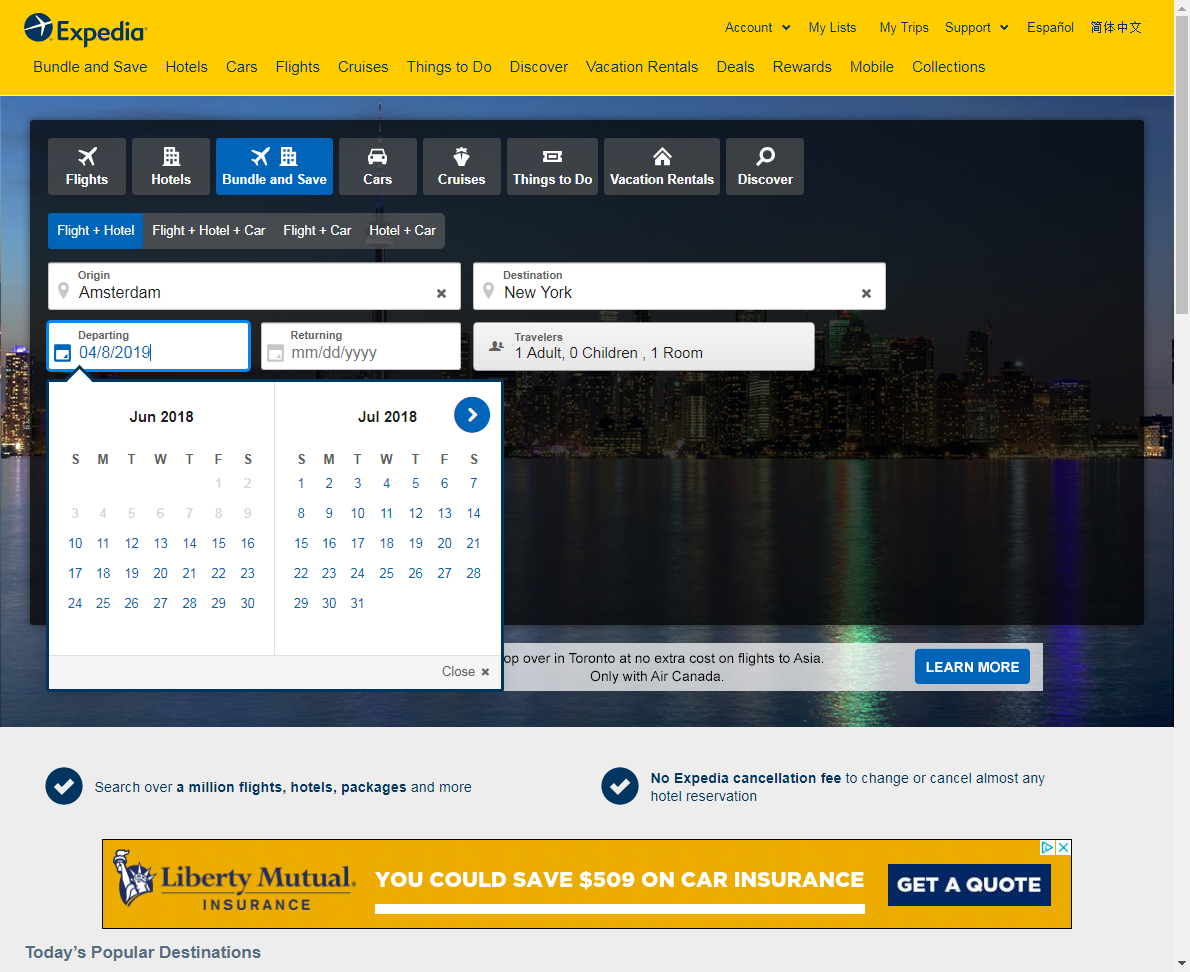 Expedia
Account
My Lists
My Trips
Support
Español
简体中文
Bundle and Save
Hotels
Cars
Flights
Cruises
Things to Do
Discover
Vacation Rentals
Deals
Rewards
Mobile
Collections
Flights
Hotels
Bundle and Save
Cars
Cruises
Things to Do
Vacation Rentals
Discover
Flight + Hotel
Flight + Hotel + Car
Flight + Car
Hotel + Car
Origin
Amsterdam
Destination
New York
Departing
04/8/2019
Returning
mm/dd/yyyy
Travelers
1 Adult, 0 Children , 1 Room
Jun 2018
S M T W T F S
1 2
3 4 5 6 7 8 9
10 11 12 13 14 15 16
17 18 19 20 21 22 23
24 25 26 27 28 29 30
Jul 2018
S M T W T F S
1 2 3 4 5 6 7
8 9 10 11 12 13 14
15 16 17 18 19 20 21
22 23 24 25 26 27 28
29 30 31
Close
op over in Toronto at no extra cost on flights to Asia.
Only with Air Canada.
LEARN MORE
Search over a million flights, hotels, packages and more
No Expedia cancellation fee to change or cancel almost any
hotel reservation
Liberty Mutual.
INSURANCE
YOU COULD SAVE $509 ON CAR INSURANCE
GET A QUOTE
Today’s Popular Destinations